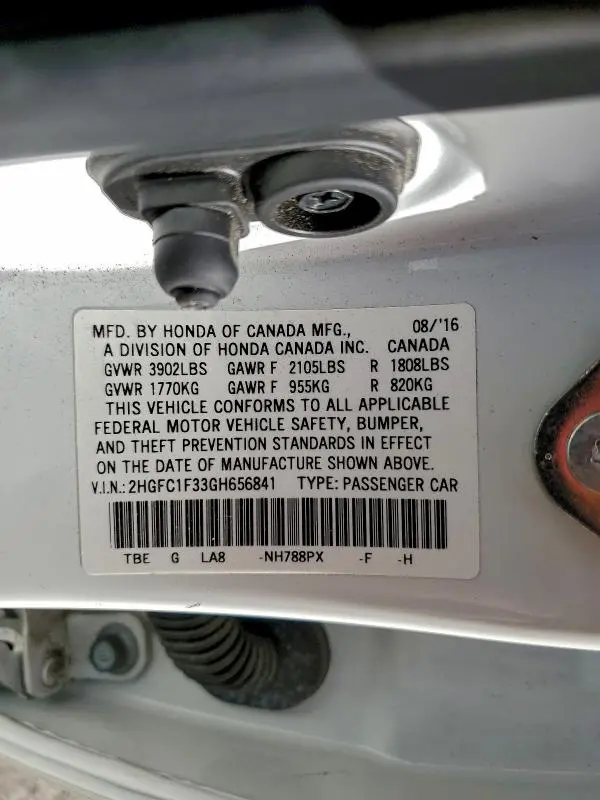 MFD. BY HONDA OF CANADA MFG., 08/'16
A DIVISION OF HONDA CANADA INC. CANADA
GVWR 3902LBS GAWR F 2105LBS R 1808LBS
GVWR 1770KG GAWR F 955KG R 820KG
THIS VEHICLE CONFORMS TO ALL APPLICABLE
FEDERAL MOTOR VEHICLE SAFETY, BUMPER,
AND THEFT PREVENTION STANDARDS IN EFFECT
ON THE DATE OF MANUFACTURE SHOWN ABOVE.
V.I.N.: 2HGFC1F33GH656841 TYPE: PASSENGER CAR
TBE G LA8 -NH788PX -F -H